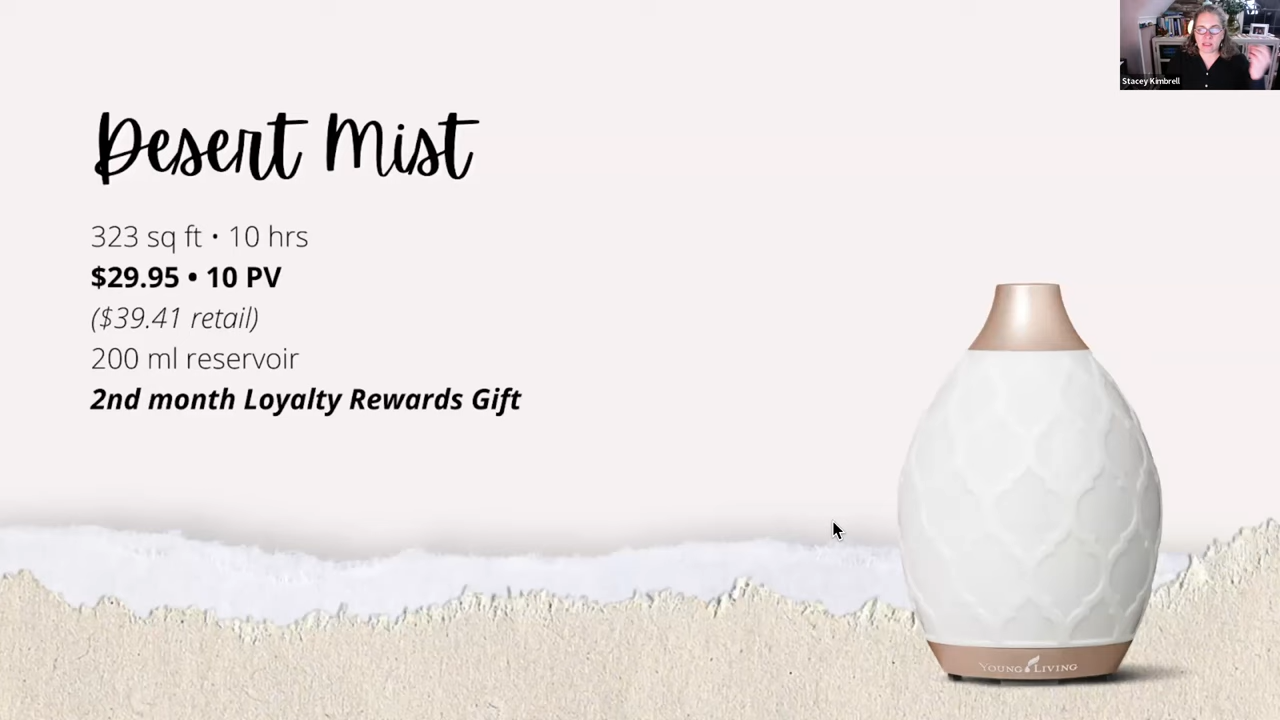 Stacey Kimbrell
Desert Mist
323 sq ft • 10 hrs
$29.95 • 10 PV
($39.41 retail)
200 ml reservoir
2nd month Loyalty Rewards Gift
YOUNG LIVING